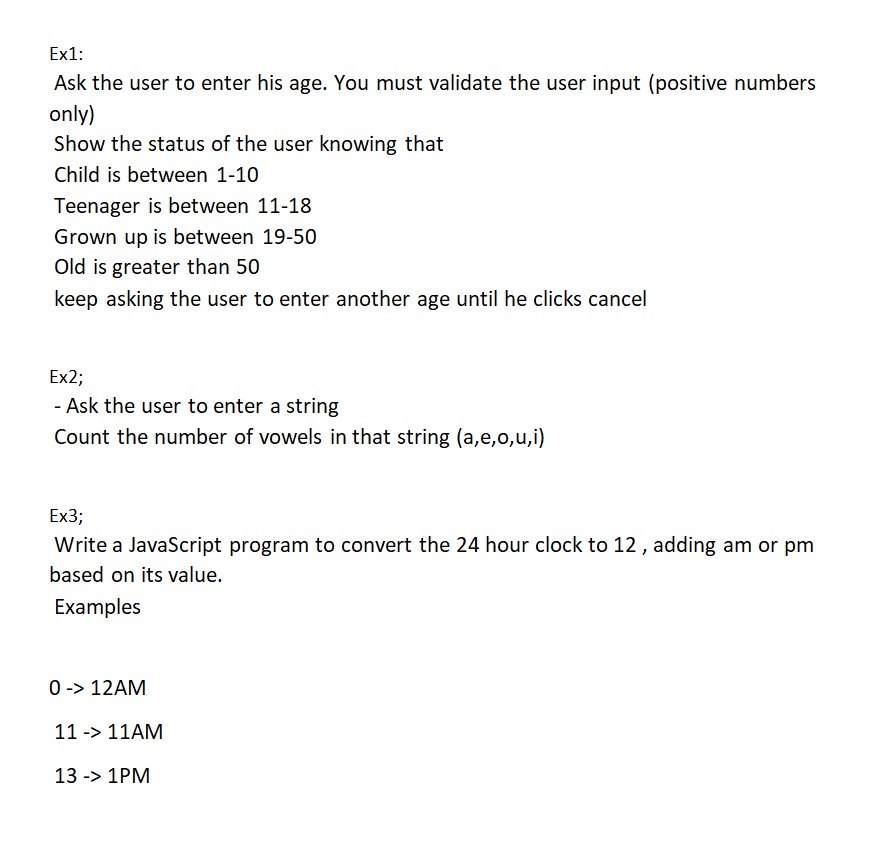 Ex1:
Ask the user to enter his age. You must validate the user input (positive numbers
only)
Show the status of the user knowing that
Child is between 1-10
Teenager is between 11-18
Grown up is between 19-50
Old is greater than 50
keep asking the user to enter another age until he clicks cancel
Ex2;
- Ask the user to enter a string
Count the number of vowels in that string (a,e,o,u,i)
Ex3;
Write a JavaScript program to convert the 24 hour clock to 12 , adding am or pm
based on its value.
Examples
0 -> 12AM
11 -> 11AM
13 -> 1PM